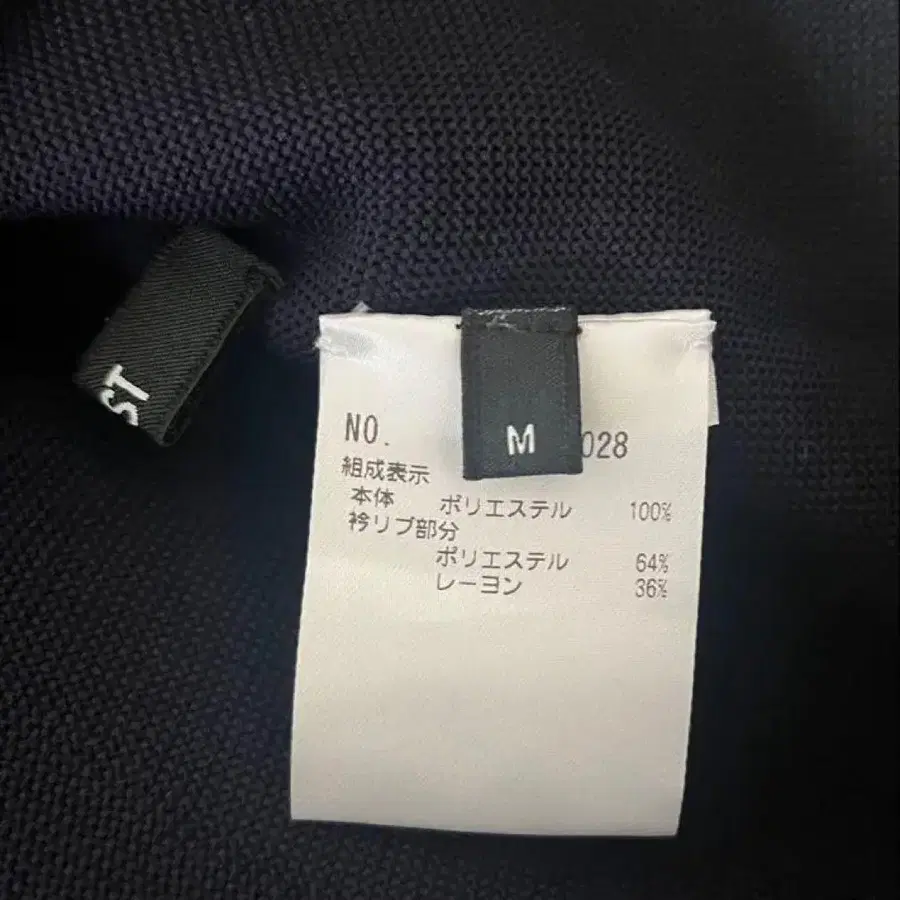 ST
M
NO. 028
組成表示
本体 ポリエステル 100%
衿リブ部分
ポリエステル 64%
レーヨン 36%